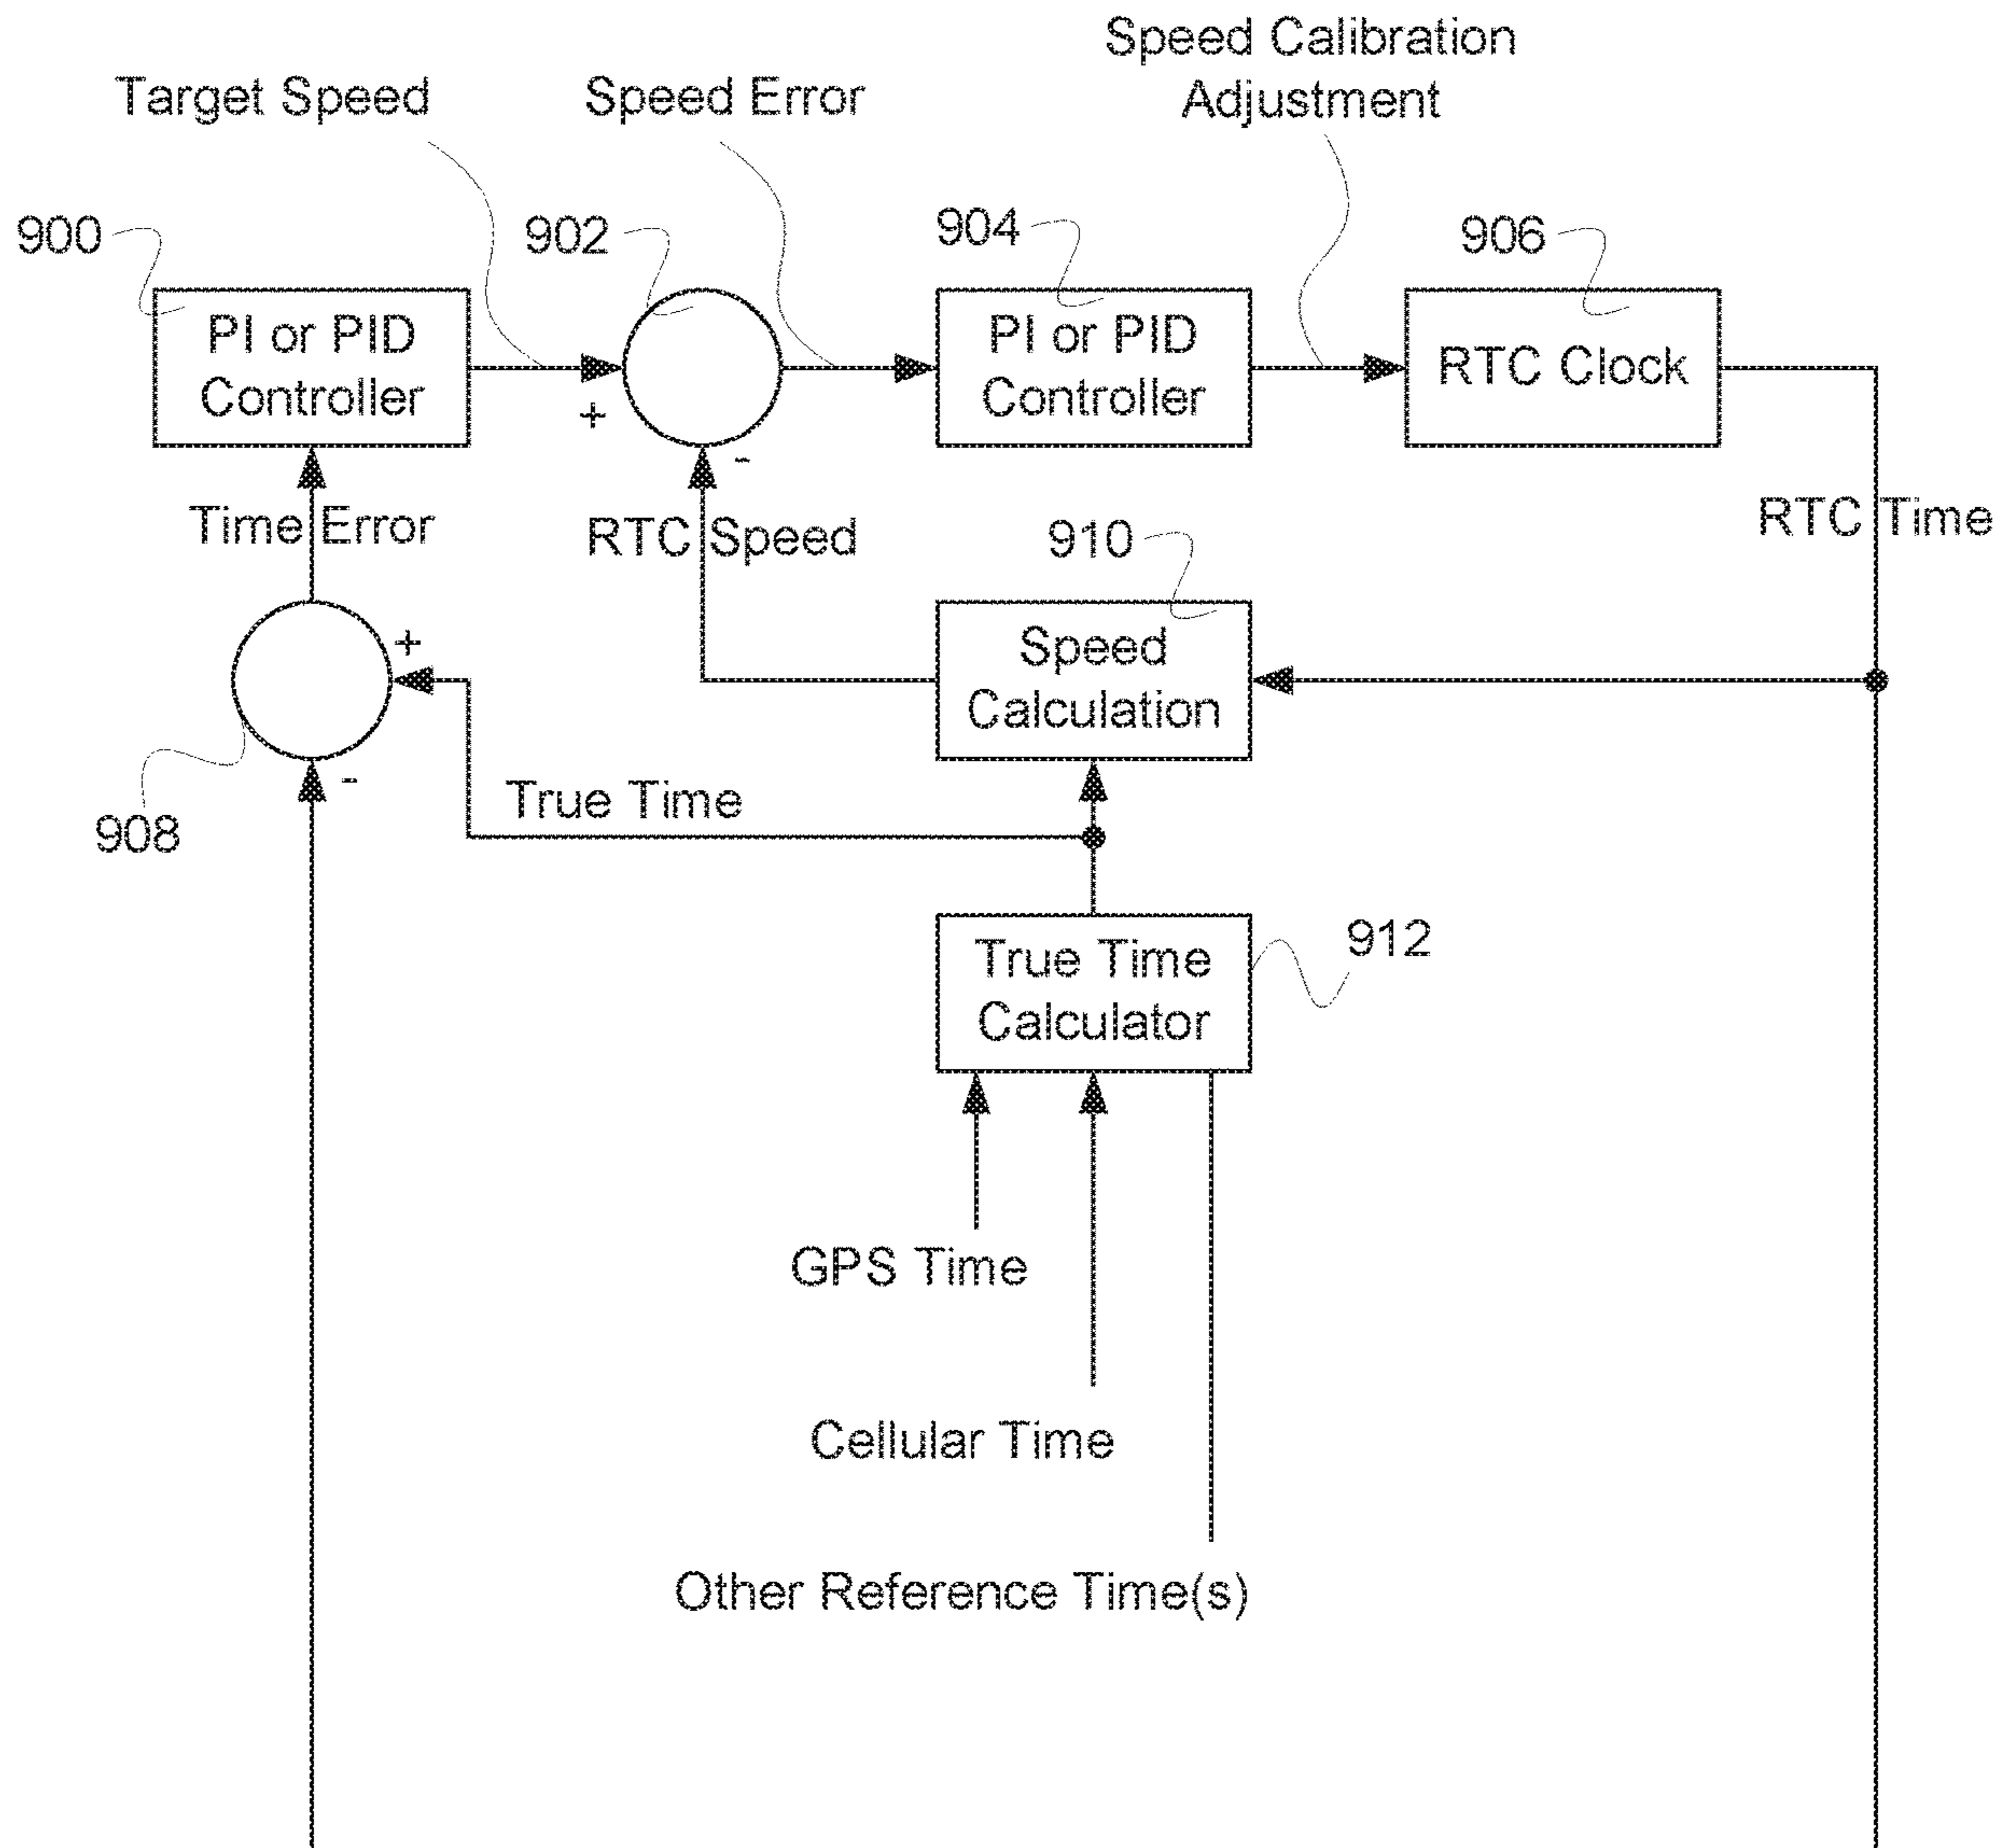 Speed Calibration
Adjustment
Target Speed
Speed Error
900
902
904
906
PI or PID
Controller
+
-
PI or PID
Controller
RTC Clock
Time Error
RTC Speed
910
RTC Time
+
-
Speed
Calculation
908
True Time
912
True Time
Calculator
GPS Time
Cellular Time
Other Reference Time(s)